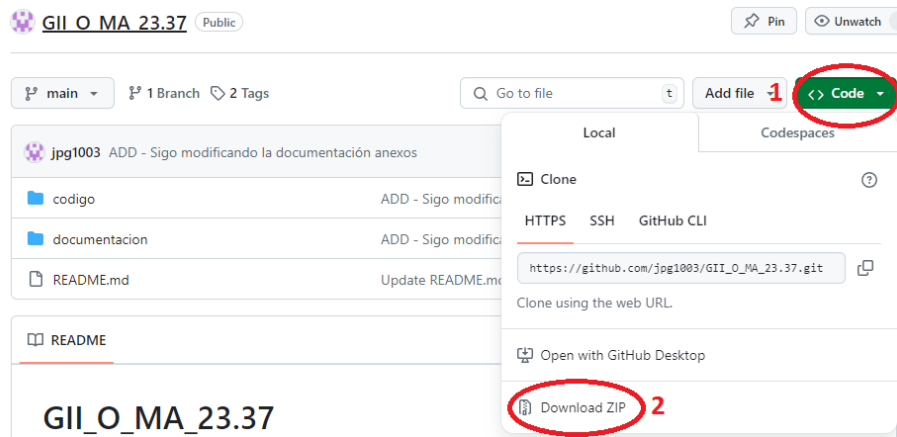 GII_O_MA_23.37 Public Pin Unwatch
main 1 Branch 2 Tags Go to file t Add file 1 <> Code
Local Codespaces
jpg1003 ADD - Sigo modificando la documentación anexos
Clone
codigo ADD - Sigo modific
HTTPS SSH GitHub CLI
documentacion ADD - Sigo modific
https://github.com/jpg1003/GII_O_MA_23.37.git
README.md Update README.m
Clone using the web URL.
README
Open with GitHub Desktop
Download ZIP 2
GII_O_MA_23.37